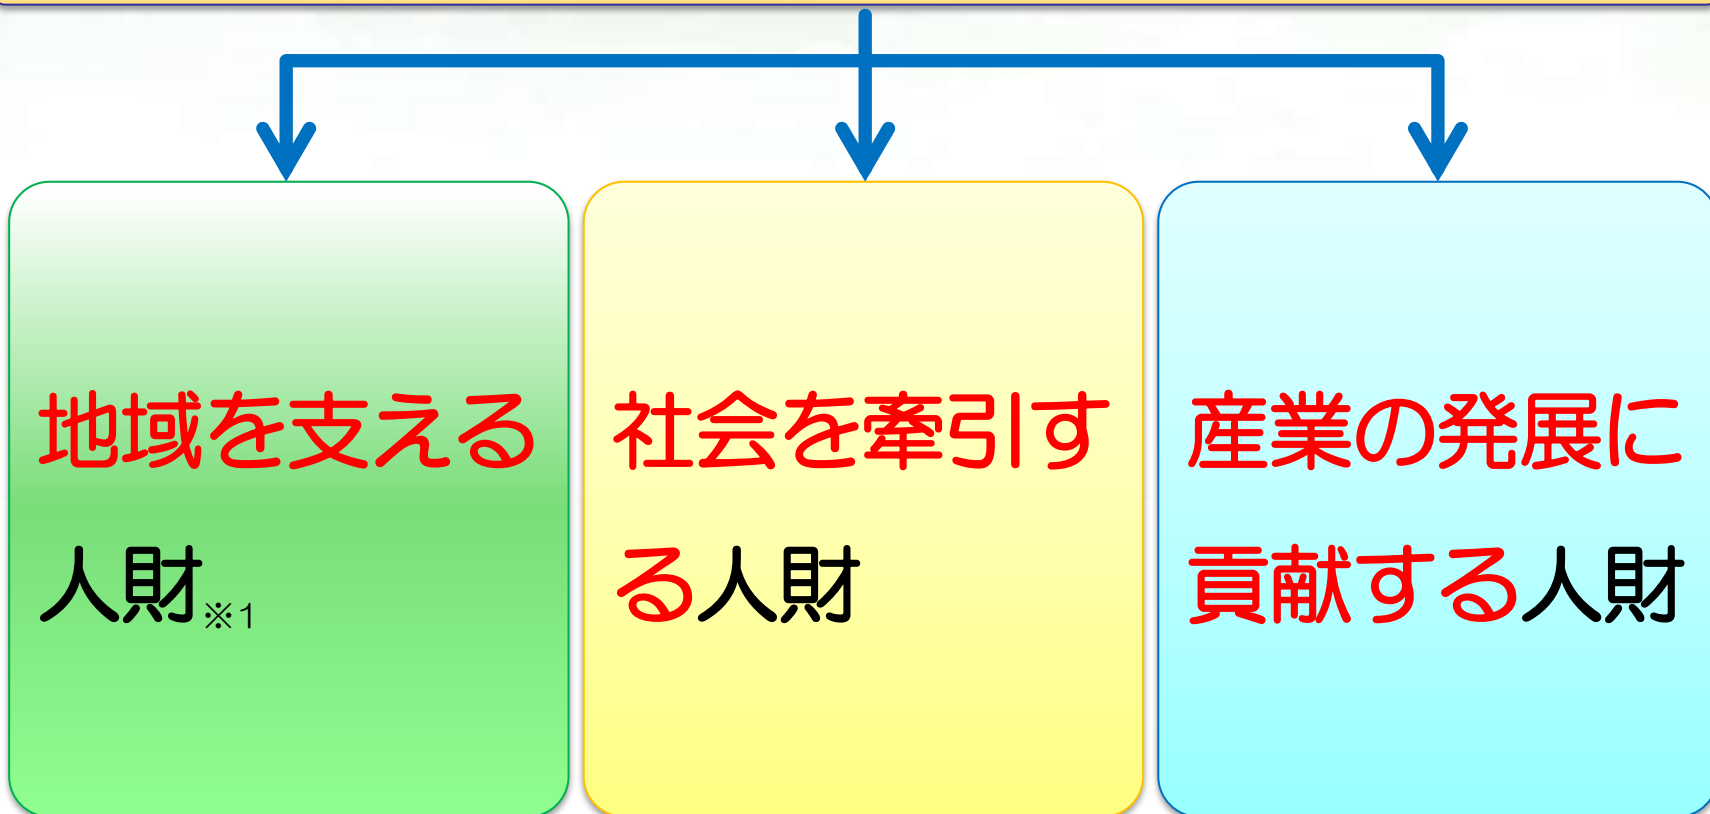 地域を支える
人財※1
社会を牽引す
る人財
産業の発展に
貢献する人財